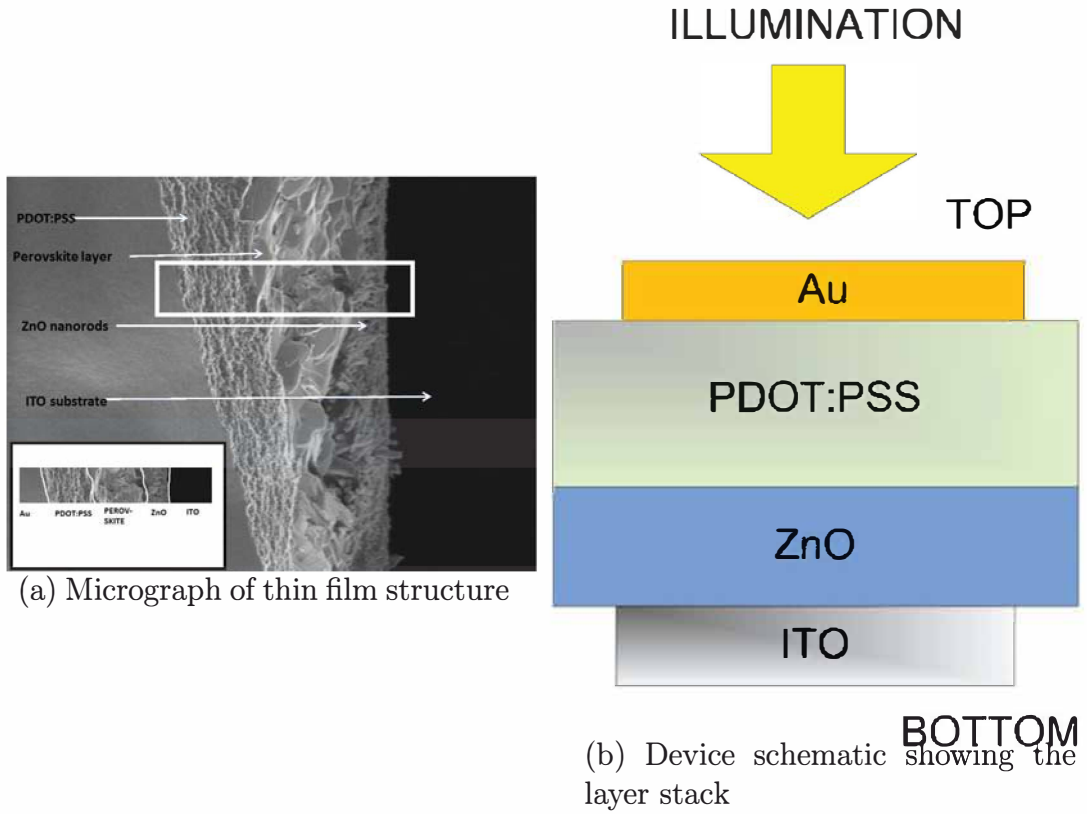 PDOT:PSS
Perovskite layer
ZnO nanorods
ITO substrate
Au PDOT:PSS PEROV-
SKITE ZnO ITO
(a) Micrograph of thin film structure
ILLUMINATION
TOP
Au
PDOT:PSS
ZnO
ITO
BOTTOM
(b) Device schematic showing the
layer stack